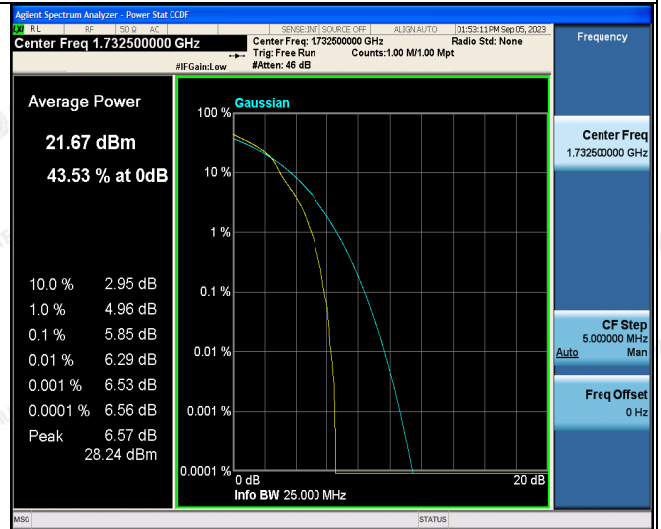 Agilent Spectrum Analyzer - Power Stat CCDF
LXI RL RF 50 Ω AC SENSE:INT SOURCE OFF ALIGN AUTO 01:53:11 PM Sep 05, 2023
Center Freq 1.732500000 GHz
Center Freq: 1.732500000 GHz Radio Std: None
Trig: Free Run Counts:1.00 M/1.00 Mpt
#IFGain:Low #Atten: 46 dB
Frequency
Average Power
21.67 dBm
43.53 % at 0dB
10.0 % 2.95 dB
1.0 % 4.96 dB
0.1 % 5.85 dB
0.01 % 6.29 dB
0.001 % 6.53 dB
0.0001 % 6.56 dB
Peak 6.57 dB
28.24 dBm
Gaussian
100 %
10 %
1 %
0.1 %
0.01 %
0.001 %
0.0001 %
0 dB 20 dB
Info BW 25.000 MHz
Center Freq
1.732500000 GHz
CF Step
5.000000 MHz
Auto Man
Freq Offset
0 Hz
MSG STATUS